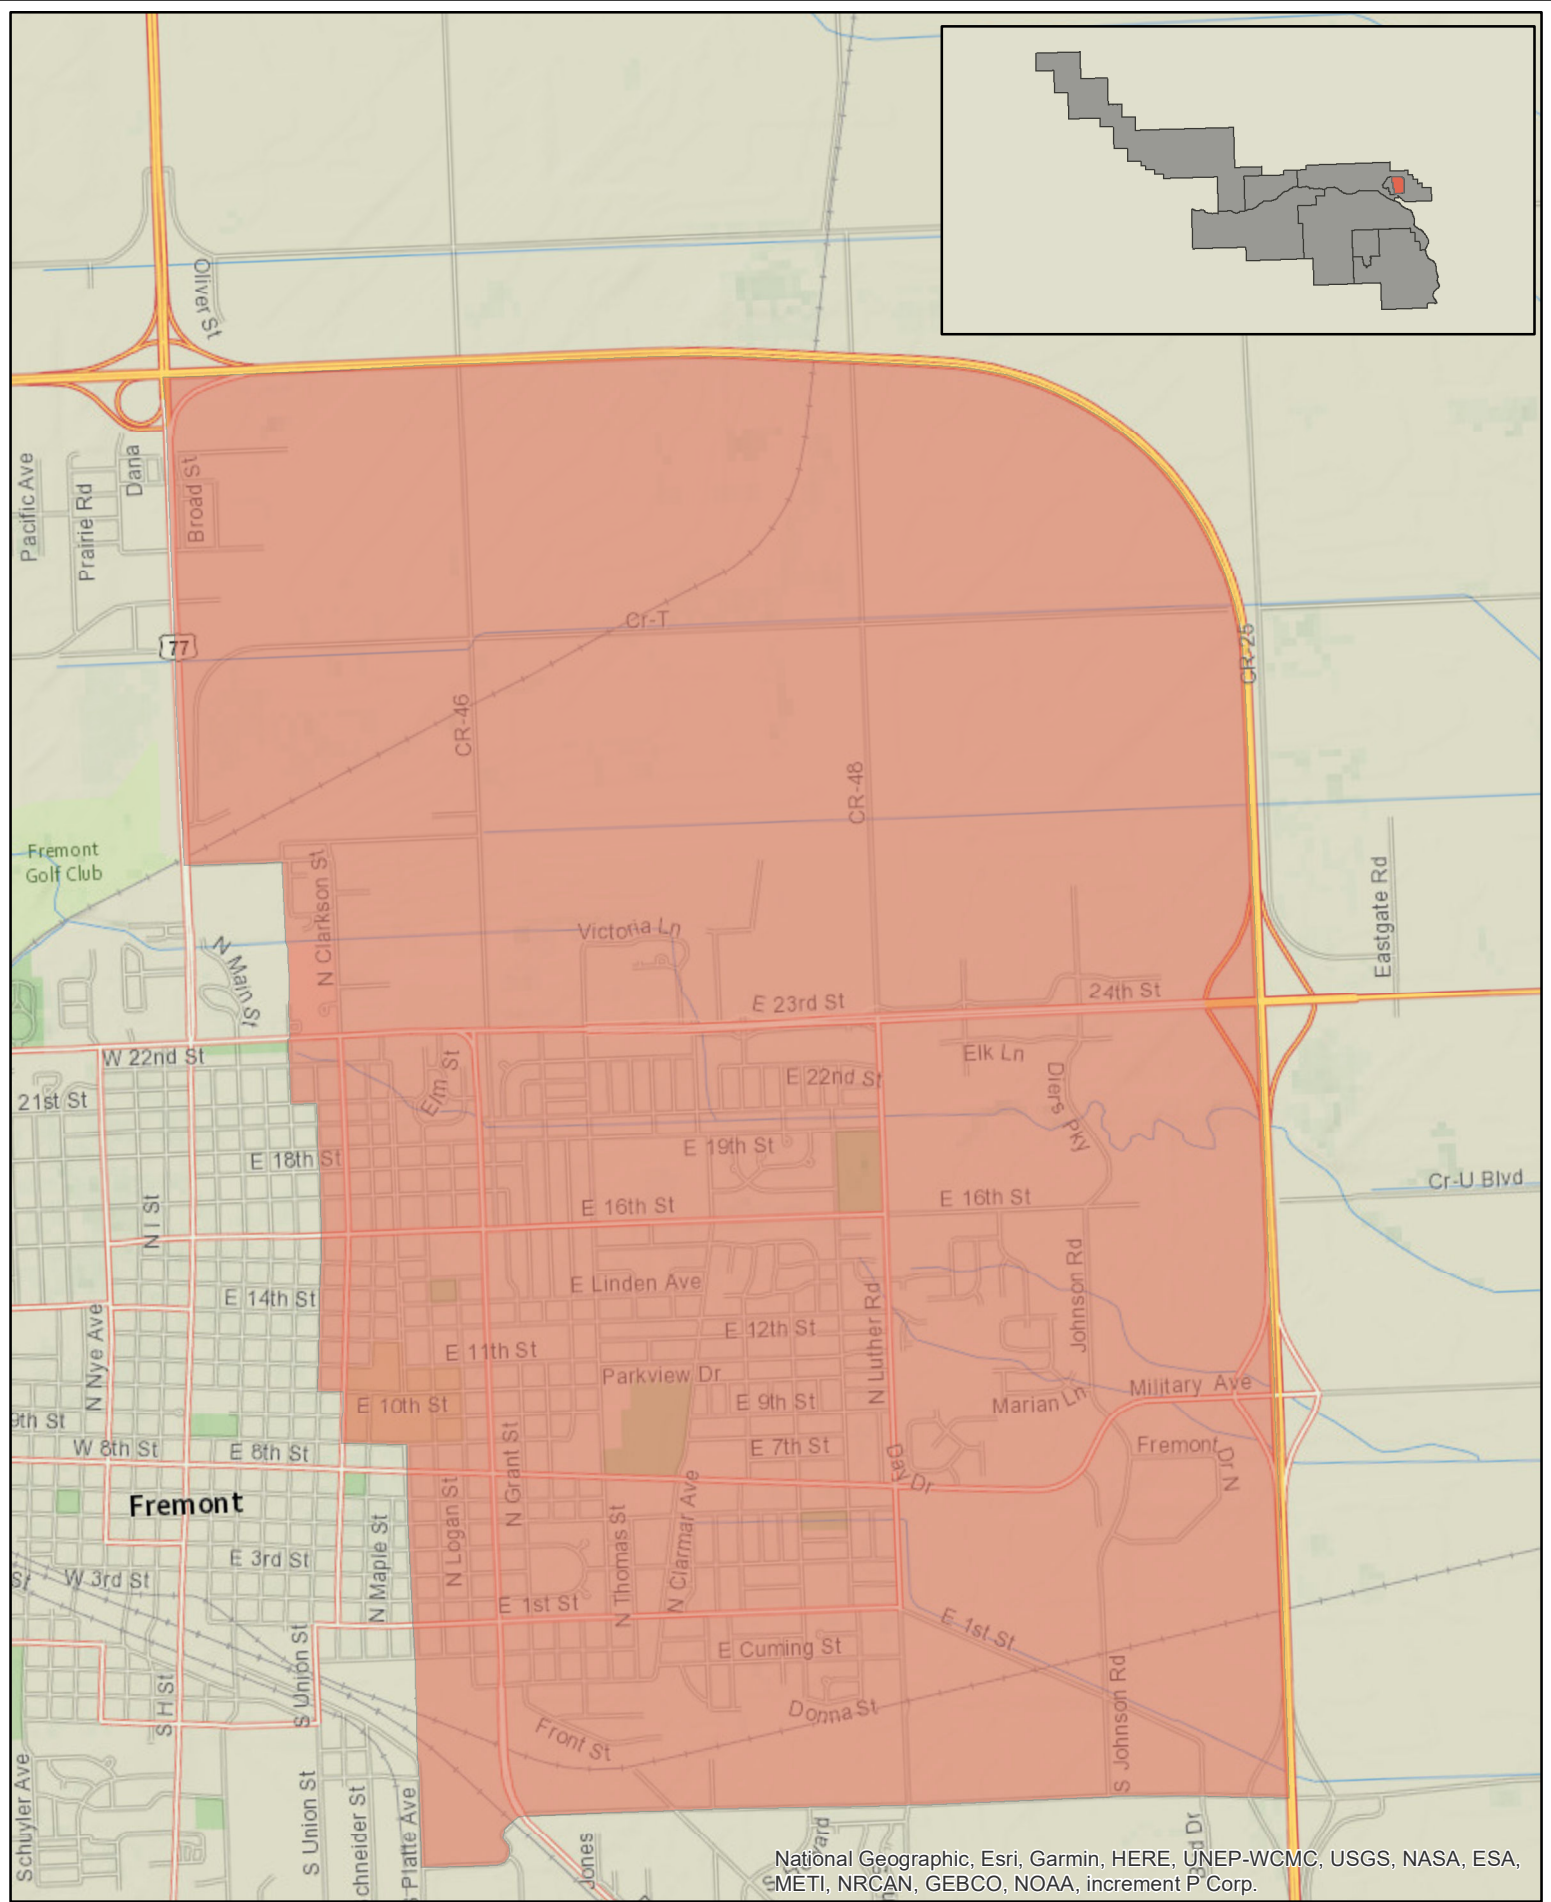 Oliver St
Pacific Ave
Prairie Rd
Dana
Broad St
77
Cr-T
CR-25
CR-46
CR-48
Fremont
Golf Club
N Clarkson St
Eastgate Rd
Victoria Ln
N Main St
E 23rd St
24th St
W 22nd St
Elm St
Elk Ln
E 22nd St
21st St
Diers Pky
E 19th St
E 18th St
Cr-U Blvd
N I St
E 16th St
E 16th St
Johnson Rd
E Linden Ave
E 14th St
N Luther Rd
N Nye Ave
E 12th St
E 11th St
Parkview Dr
Military Ave
Marian Ln
E 10th St
E 9th St
9th St
W 8th St
E 8th St
E 7th St
Fremont
Dr N
N Grant St
Dr
Fremont
N Logan St
N Clarmar Ave
N Thomas St
N Maple St
E 3rd St
W 3rd St
St
E 1st St
E 1st St
E Cuming St
S Union St
S H St
S Johnson Rd
Donna St
Front St
Schuyler Ave
S Union St
chneider St
Platte Ave
Jones
National Geographic, Esri, Garmin, HERE, UNEP-WCMC, USGS, NASA, ESA,
METI, NRCAN, GEBCO, NOAA, increment P Corp.